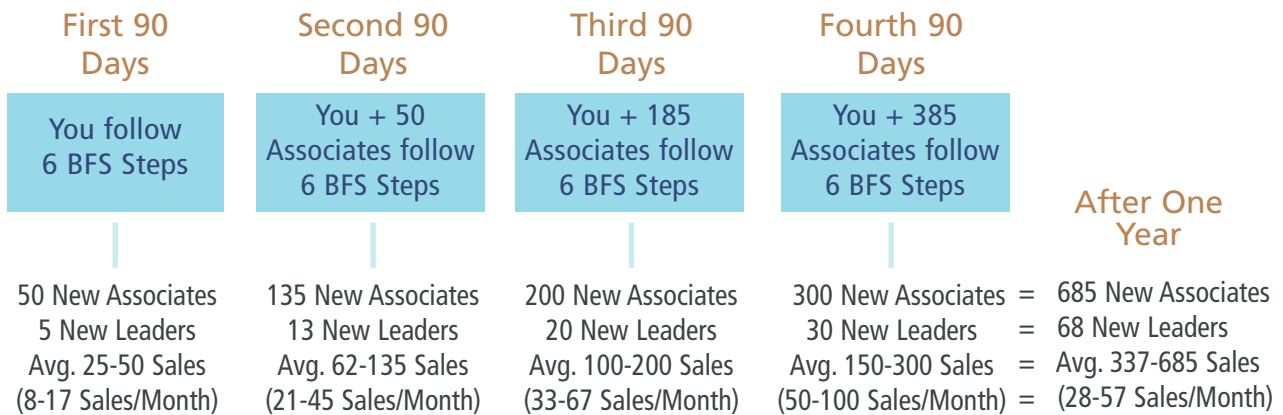 First 90
Days
You follow
6 BFS Steps
50 New Associates
5 New Leaders
Avg. 25-50 Sales
(8-17 Sales/Month)
Second 90
Days
You + 50
Associates follow
6 BFS Steps
135 New Associates
13 New Leaders
Avg. 62-135 Sales
(21-45 Sales/Month)
Third 90
Days
You + 185
Associates follow
6 BFS Steps
200 New Associates
20 New Leaders
Avg. 100-200 Sales
(33-67 Sales/Month)
Fourth 90
Days
You + 385
Associates follow
6 BFS Steps
300 New Associates =
30 New Leaders =
Avg. 150-300 Sales =
(50-100 Sales/Month) =
After One
Year
685 New Associates
68 New Leaders
Avg. 337-685 Sales
(28-57 Sales/Month)